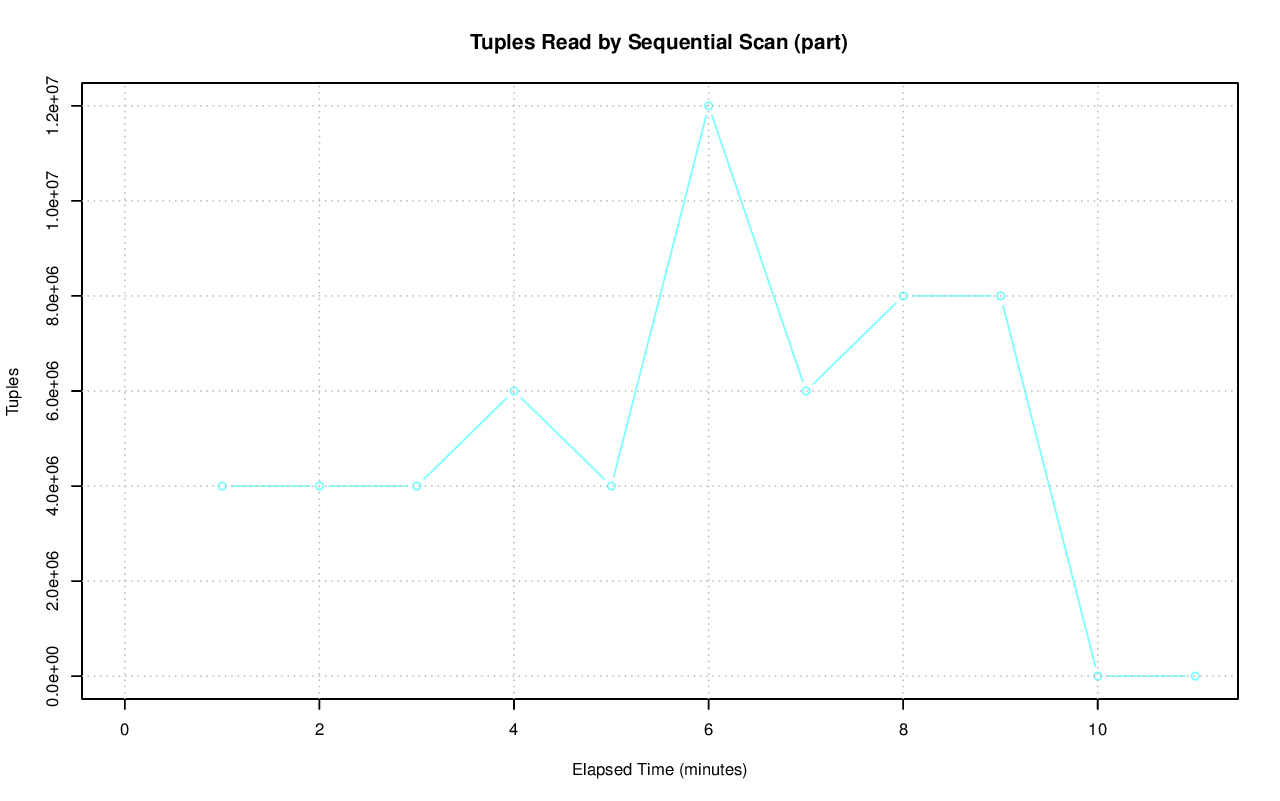 Tuples Read by Sequential Scan (part)
Tuples
1.2e+07
1.0e+07
8.0e+06
6.0e+06
4.0e+06
2.0e+06
0.0e+00
0 2 4 6 8 10
Elapsed Time (minutes)